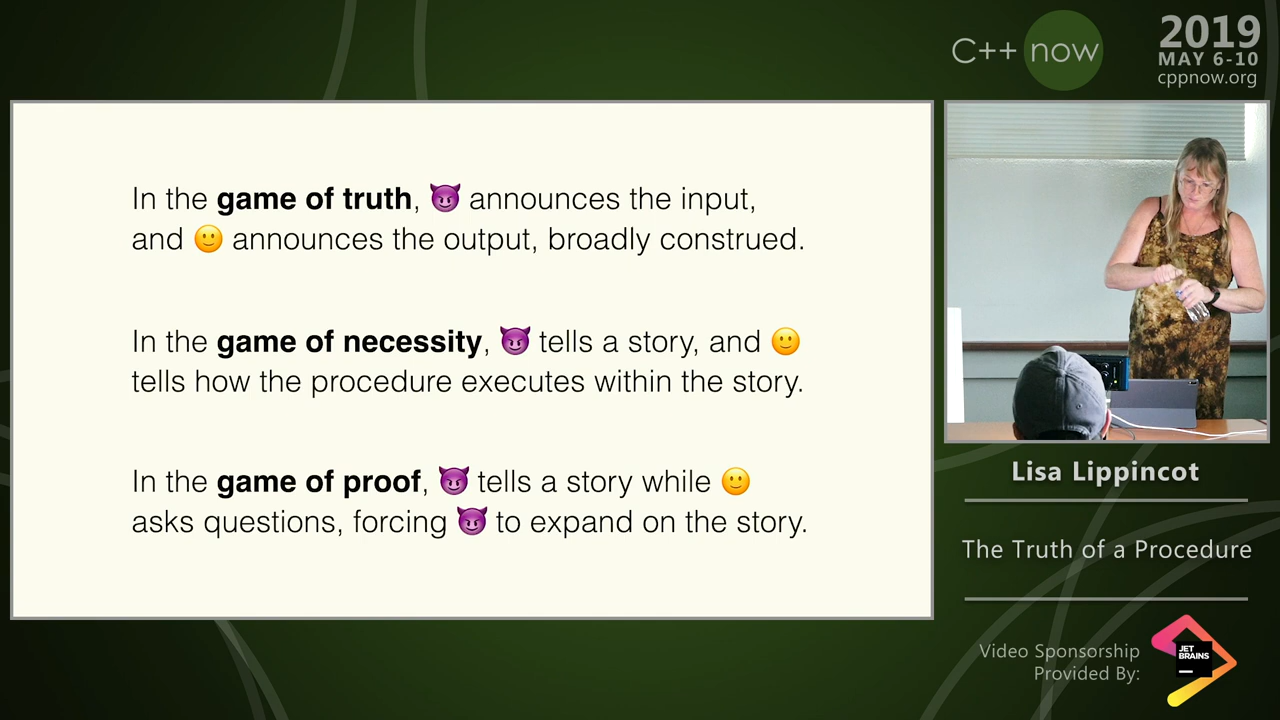 C++ now
2019
MAY 6-10
cppnow.org
In the game of truth, 😈 announces the input,
and 🙂 announces the output, broadly construed.
In the game of necessity, 😈 tells a story, and 🙂
tells how the procedure executes within the story.
In the game of proof, 😈 tells a story while 🙂
asks questions, forcing 😈 to expand on the story.
Lisa Lippincot
The Truth of a Procedure
Video Sponsorship
Provided By:
JET
BRAINS